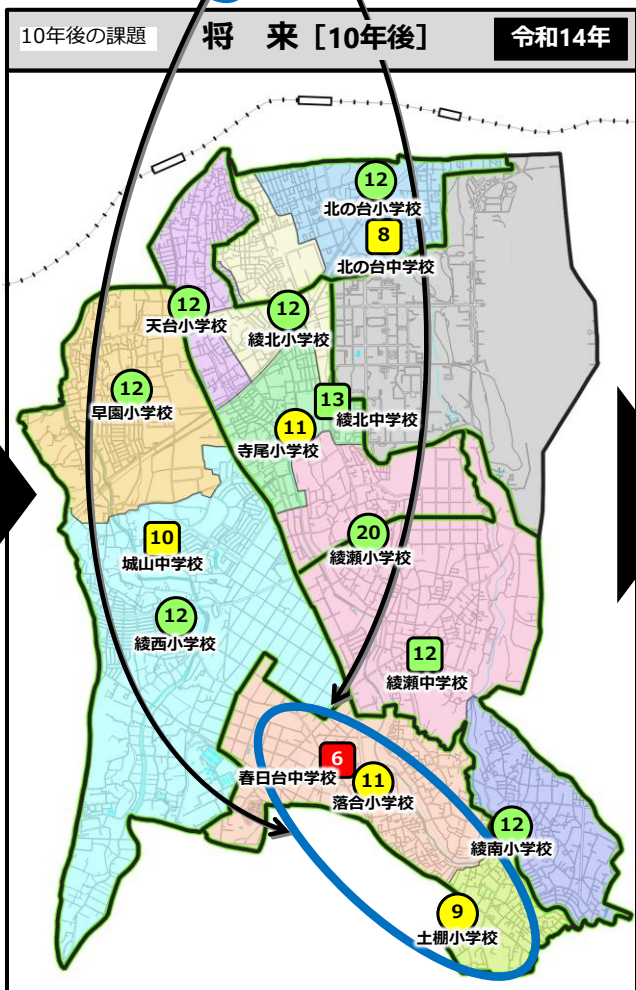 10年後の課題
将　来［10年後］
令和14年
12
北の台小学校
8
北の台中学校
12
天台小学校
12
綾北小学校
12
早園小学校
13
綾北中学校
11
寺尾小学校
10
城山中学校
20
綾瀬小学校
12
綾西小学校
12
綾瀬中学校
6
春日台中学校
11
落合小学校
12
綾南小学校
9
土棚小学校